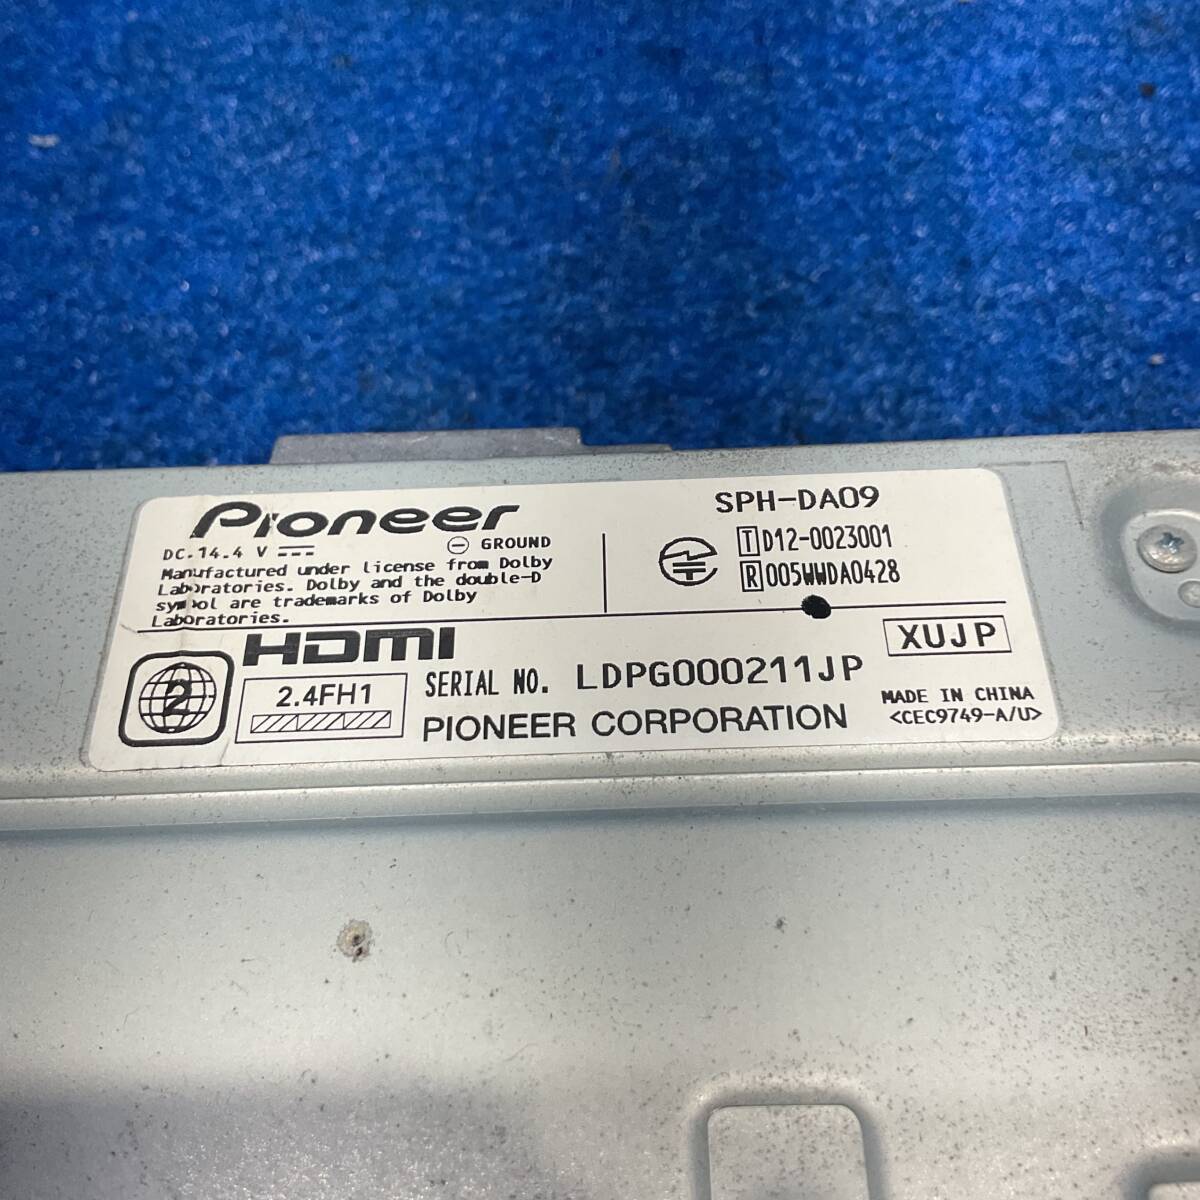 Pioneer
SPH-DA09
DC.14.4 V
GROUND
Manufactured under license from Dolby
Laboratories. Dolby and the double-D
symbol are trademarks of Dolby
Laboratories.
T D12-0023001
R 005WWDA0428
HDMI
XUJP
2
2.4FH1
SERIAL NO. LDPG000211JP
PIONEER CORPORATION
MADE IN CHINA
<CEC9749-A/U>